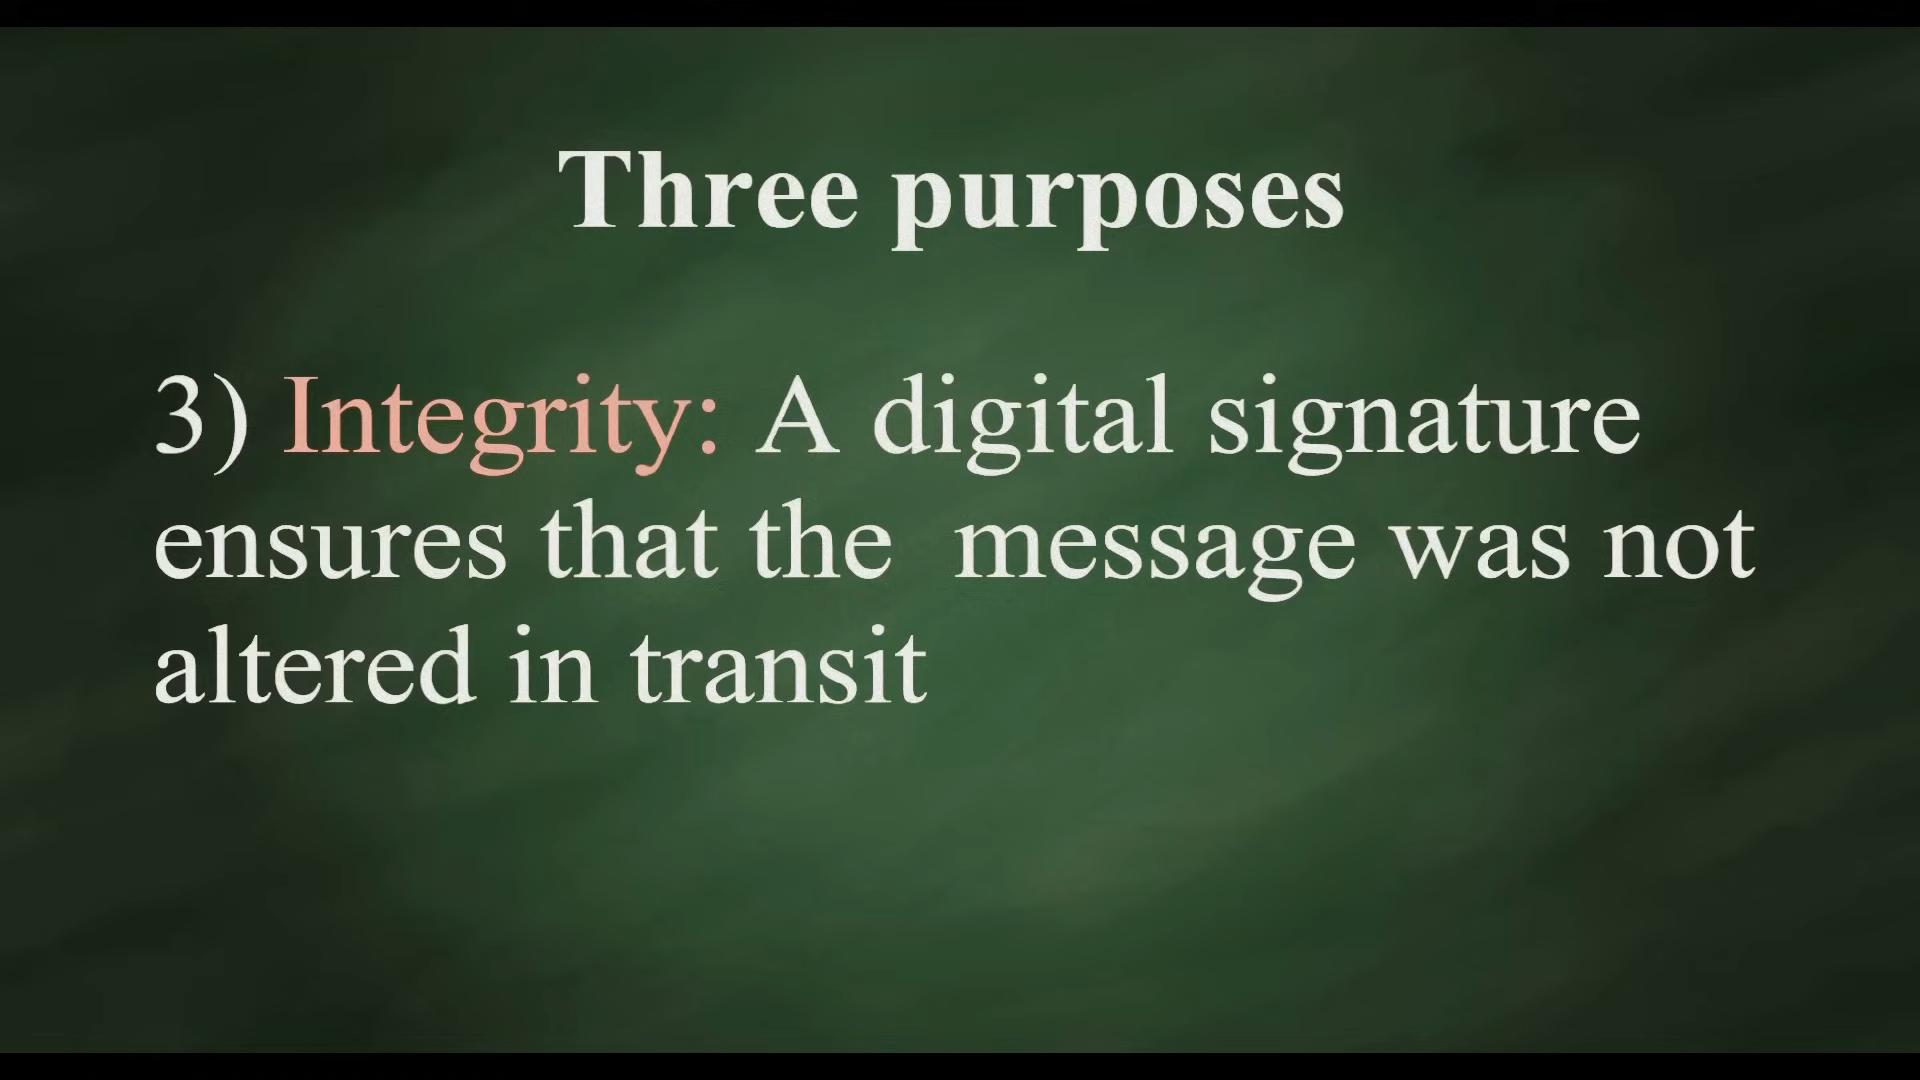 Three purposes
3) Integrity: A digital signature
ensures that the  message was not
altered in transit